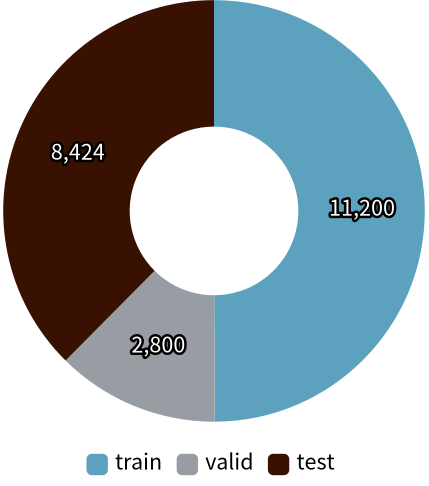 8,424
11,200
2,800
train valid test